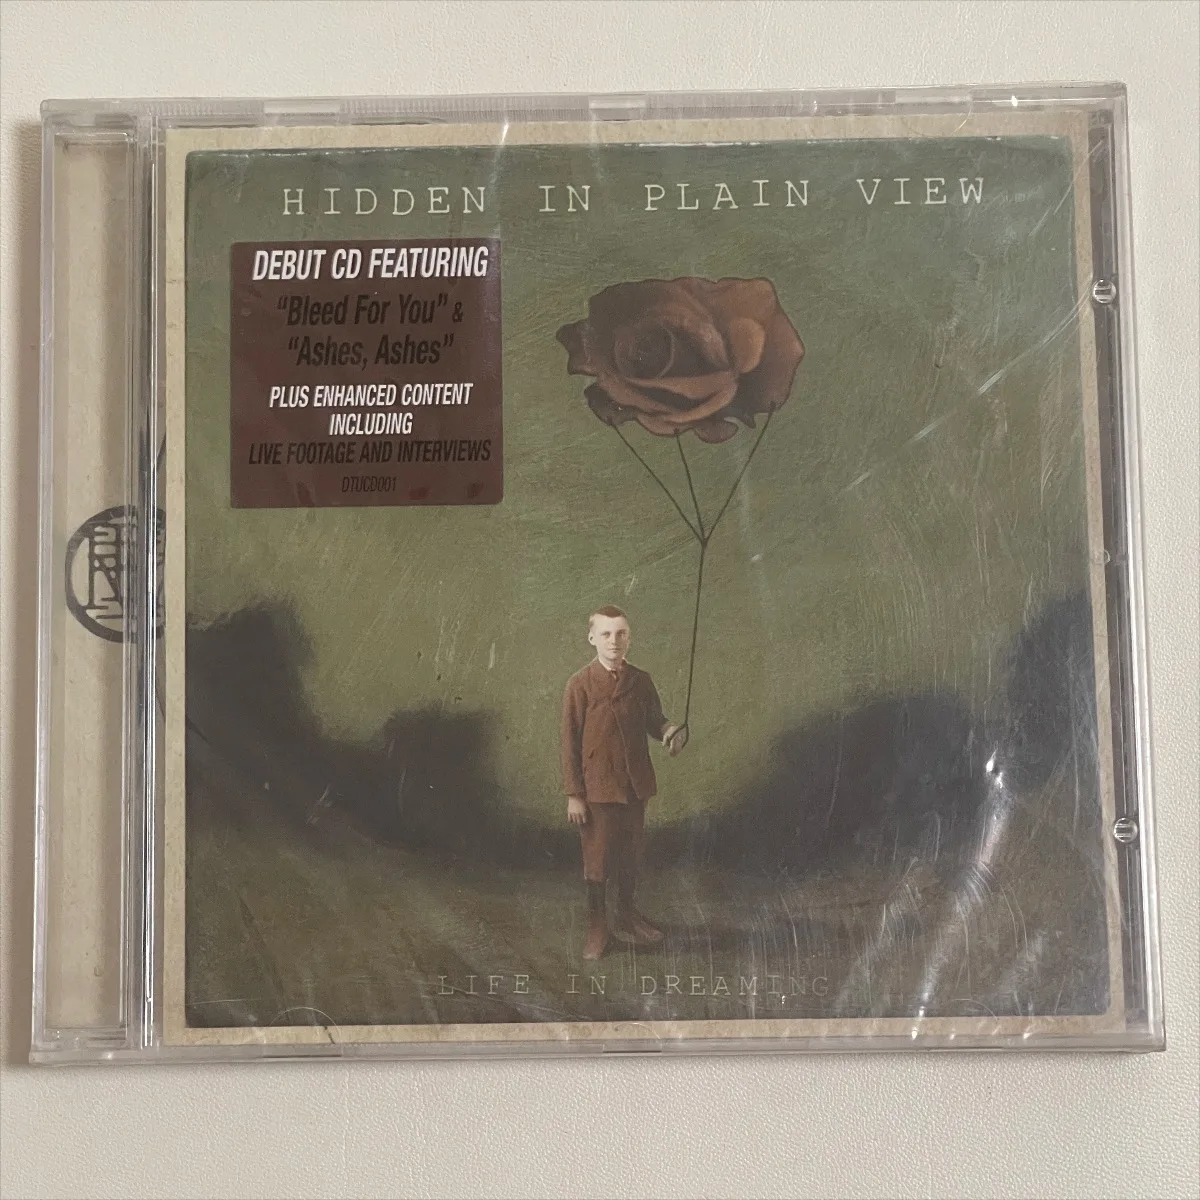 HIDDEN IN PLAIN VIEW
DEBUT CD FEATURING
"Bleed For You" &
"Ashes, Ashes"
PLUS ENHANCED CONTENT
INCLUDING
LIVE FOOTAGE AND INTERVIEWS
DTUCD001
LIFE IN DREAMING